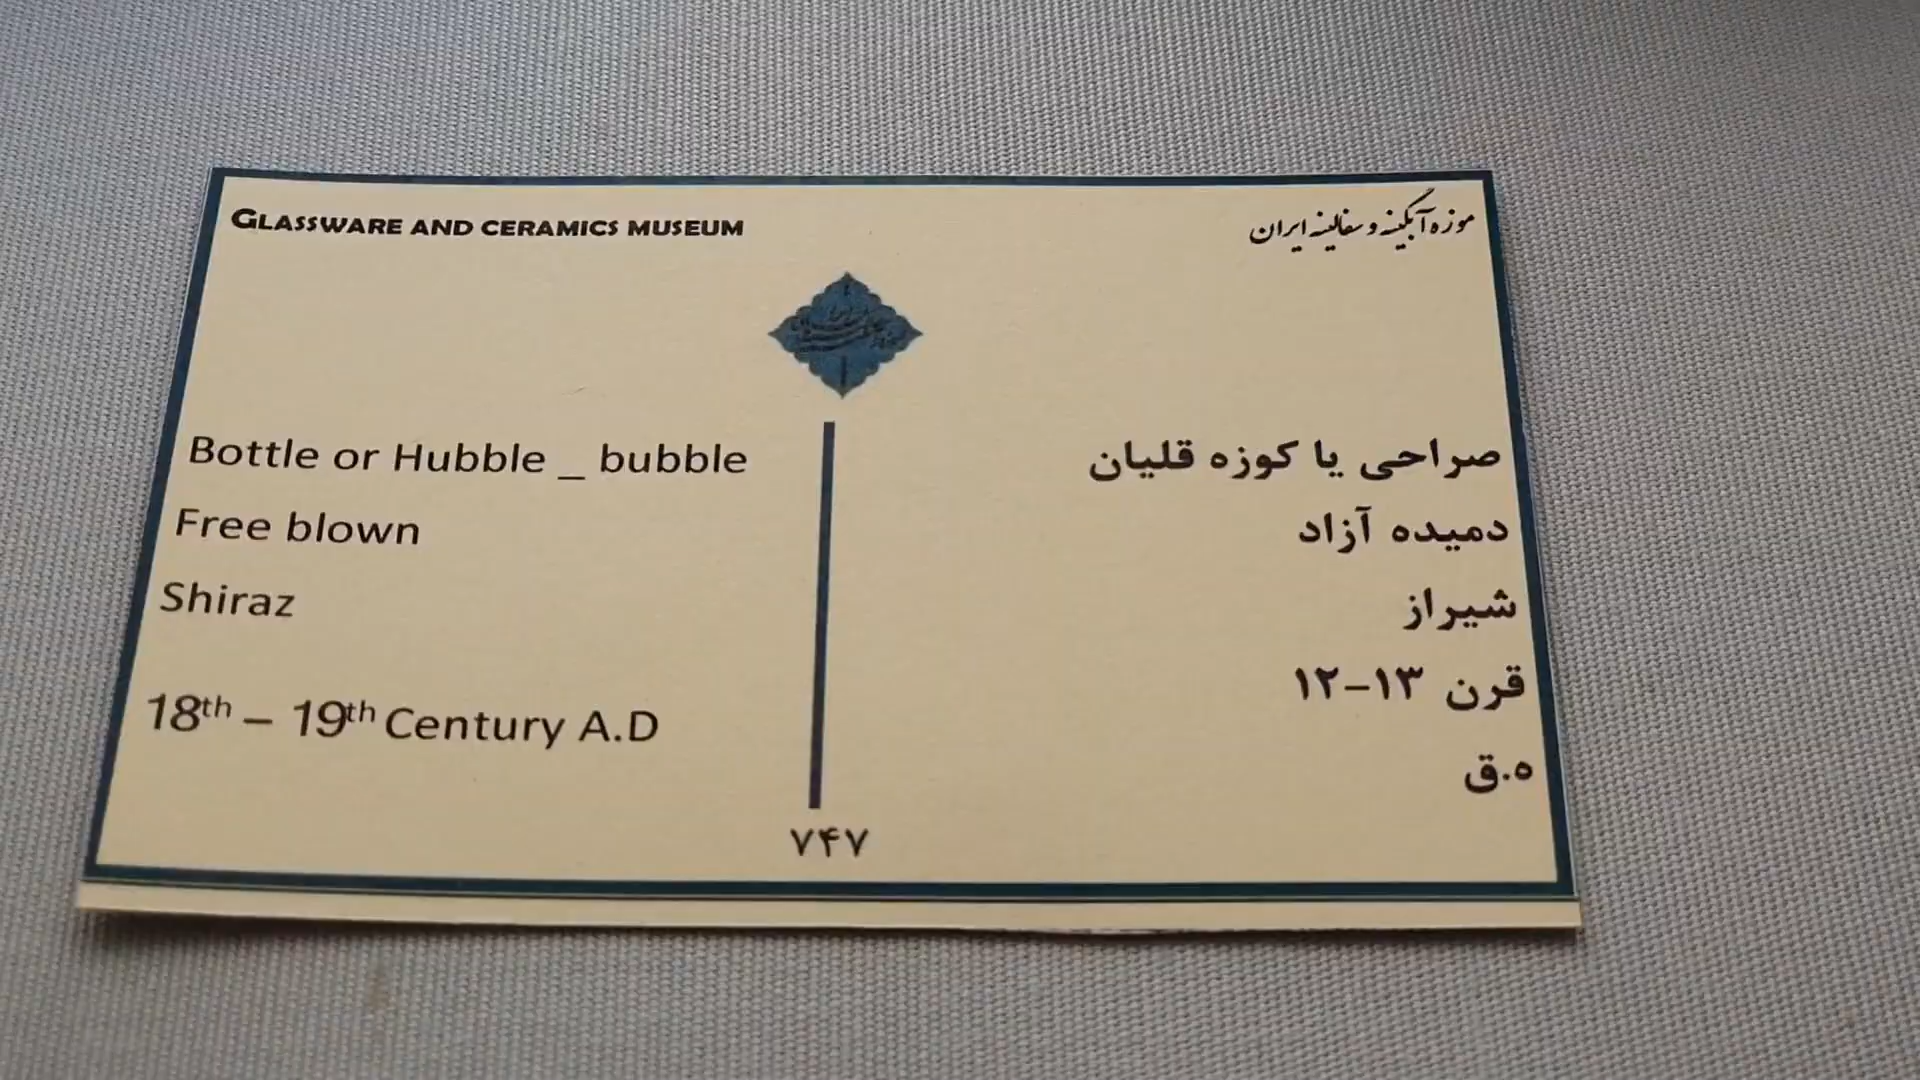 GLASSWARE AND CERAMICS MUSEUM
موزه آبگینه و سفالینه ایران
Bottle or Hubble _ bubble
Free blown
Shiraz
18th – 19th Century A.D
صراحی یا کوزه قلیان
دمیده آزاد
شیراز
قرن ۱۳-۱۲
ه.ق
۷۴۷